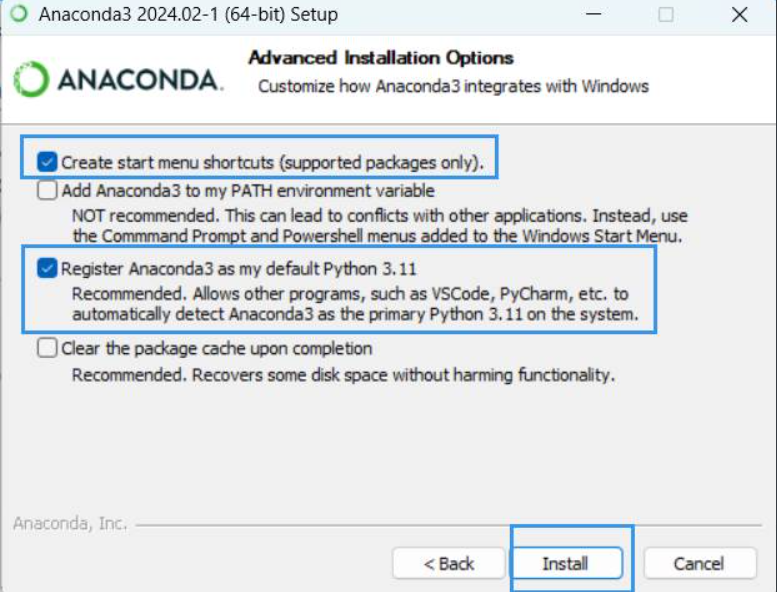 Anaconda3 2024.02-1 (64-bit) Setup
Advanced Installation Options
ANACONDA.
Customize how Anaconda3 integrates with Windows
Create start menu shortcuts (supported packages only).
Add Anaconda3 to my PATH environment variable
NOT recommended. This can lead to conflicts with other applications. Instead, use
the Commmand Prompt and Powershell menus added to the Windows Start Menu.
Register Anaconda3 as my default Python 3.11
Recommended. Allows other programs, such as VSCode, PyCharm, etc. to
automatically detect Anaconda3 as the primary Python 3.11 on the system.
Clear the package cache upon completion
Recommended. Recovers some disk space without harming functionality.
Anaconda, Inc.
< Back Install Cancel